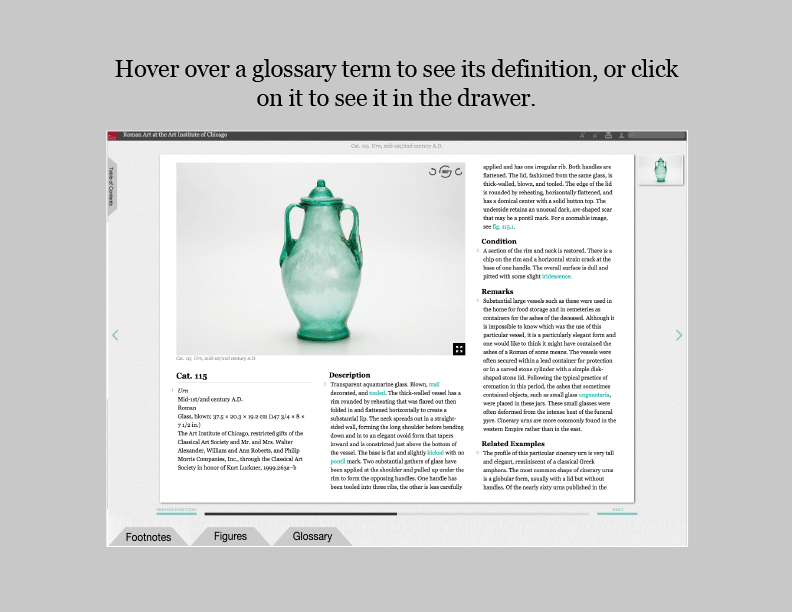 Hover over a glossary term to see its definition, or click
on it to see it in the drawer.
Roman Art at the Art Institute of Chicago
Cat. 115 Urn, mid-1st/2nd century A.D.
Table of Contents
360°
Cat. 115 Urn, mid-1st/2nd century A.D.
Cat. 115
Urn
Mid-1st/2nd century A.D.
Roman
Glass, blown; 37.5 × 20.3 × 19.2 cm (147 3/4 × 8 ×
7 1/2 in.)
The Art Institute of Chicago, restricted gifts of the
Classical Art Society and Mr. and Mrs. Walter
Alexander, William and Ann Roberts, and Philip
Morris Companies, Inc., through the Classical Art
Society in honor of Kurt Luckner, 1999.263a–b
Description
Transparent aquamarine glass. Blown, trail
decorated, and tooled. The thick-walled vessel has a
rim rounded by reheating that was flared out then
folded in and flattened horizontally to create a
substantial lip. The neck spreads out in a straight-
sided wall, forming the long shoulder before bending
down and in to an elegant ovoid form that tapers
inward and is constricted just above the bottom of
the vessel. The base is flat and slightly kicked with no
pontil mark. Two substantial gathers of glass have
been applied at the shoulder and pulled up under the
rim to form the opposing handles. One handle has
been tooled into three ribs, the other is less carefully
applied and has one irregular rib. Both handles are
flattened. The lid, fashioned from the same glass, is
thick-walled, blown, and tooled. The edge of the lid
is rounded by reheating, horizontally flattened, and
has a domical center with a solid button top. The
underside retains an unusual dark, arc-shaped scar
that may be a pontil mark. For a zoomable image,
see fig. 115.1.
Condition
A section of the rim and neck is restored. There is a
chip on the rim and a horizontal strain crack at the
base of one handle. The overall surface is dull and
pitted with some slight iridescence.
Remarks
Substantial large vessels such as these were used in
the home for food storage and in cemeteries as
containers for the ashes of the deceased. Although it
is impossible to know which was the use of this
particular vessel, it is a particularly elegant form and
one would like to think it might have contained the
ashes of a Roman of some means. The vessels were
often secured within a lead container for protection
or in a carved stone cylinder with a simple disk-
shaped stone lid. Following the typical practice of
cremation in this period, the ashes that sometimes
contained objects, such as small glass unguentaria,
were placed in these jars. These small glasses were
often deformed from the intense heat of the funeral
pyre. Cinerary urns are more commonly found in the
western Empire rather than in the east.
Related Examples
The profile of this particular cinerary urn is very tall
and elegant, reminiscent of a classical Greek
amphora. The most common shape of cinerary urns
is a globular form, usually with a lid but without
handles. Of the nearly sixty urns published in the
PREVIOUS SECTION
NEXT
Footnotes
Figures
Glossary